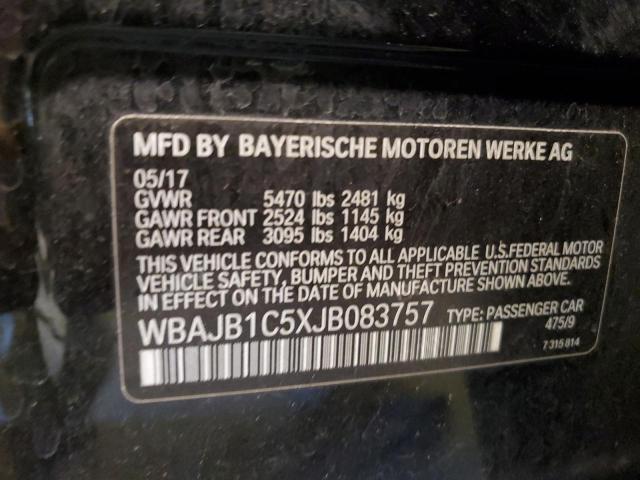 MFD BY BAYERISCHE MOTOREN WERKE AG
05/17
GVWR 5470 lbs 2481 kg
GAWR FRONT 2524 lbs 1145 kg
GAWR REAR 3095 lbs 1404 kg
THIS VEHICLE CONFORMS TO ALL APPLICABLE U.S.FEDERAL MOTOR
VEHICLE SAFETY, BUMPER AND THEFT PREVENTION STANDARDS
IN EFFECT ON THE DATE OF MANUFACTURE SHOWN ABOVE.
WBAJB1C5XJB083757 TYPE: PASSENGER CAR
475/9
7 315 814